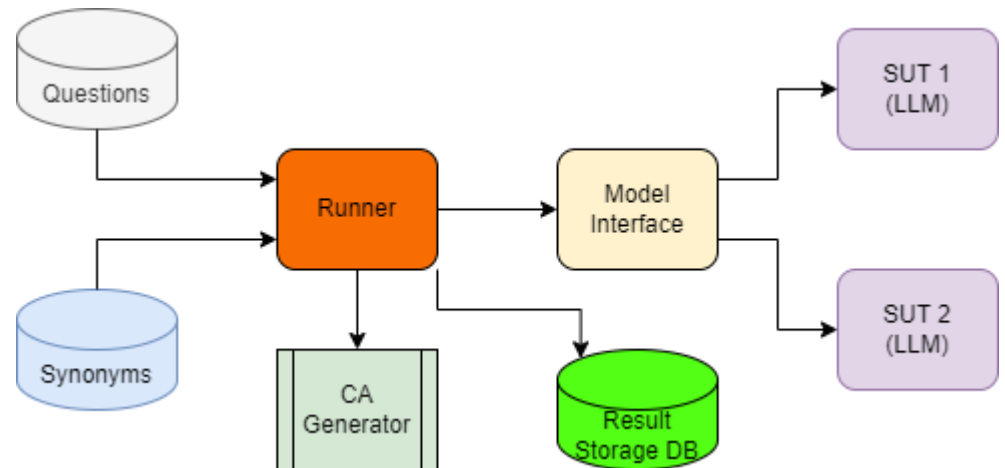 Questions
SUT 1
(LLM)
Runner
Model
Interface
Synonyms
SUT 2
(LLM)
CA
Generator
Result
Storage DB